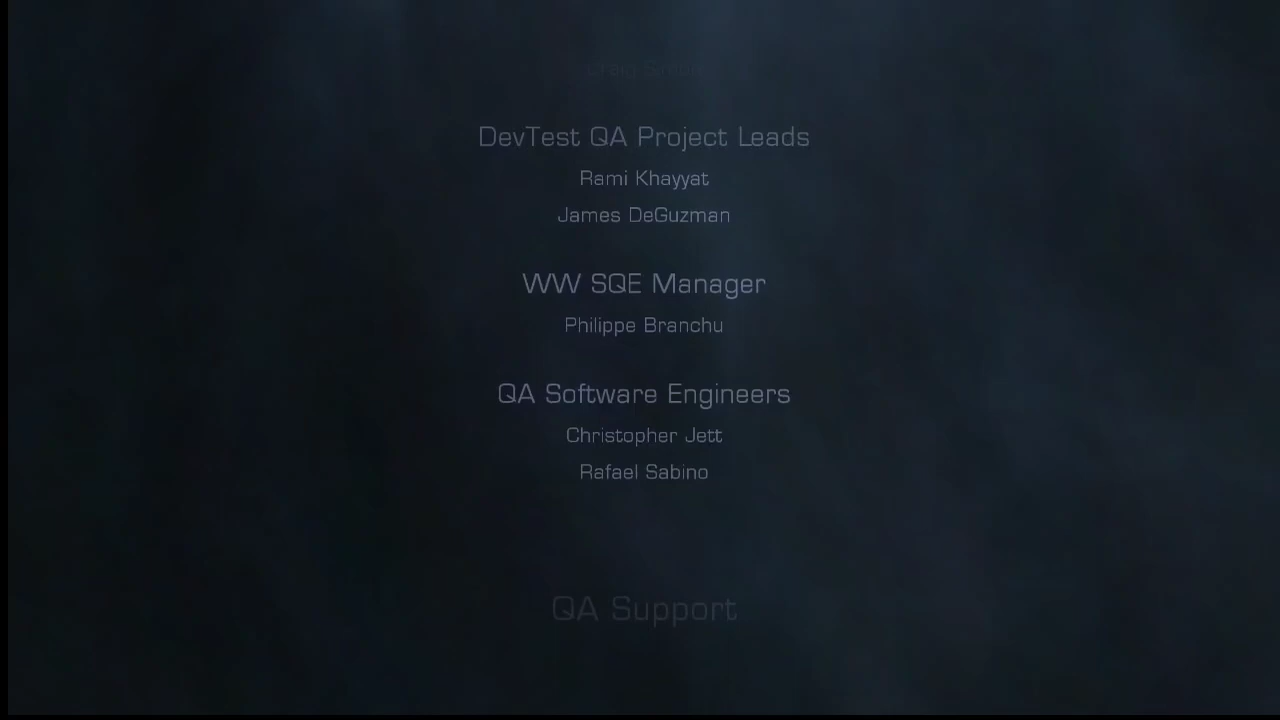 Craig
DevTest QA Project Leads
Rami Khayyat
James DeGuzman
WW SQE Manager
Philippe Branchu
QA Software Engineers
Christopher Jett
Rafael Sabino
QA Support